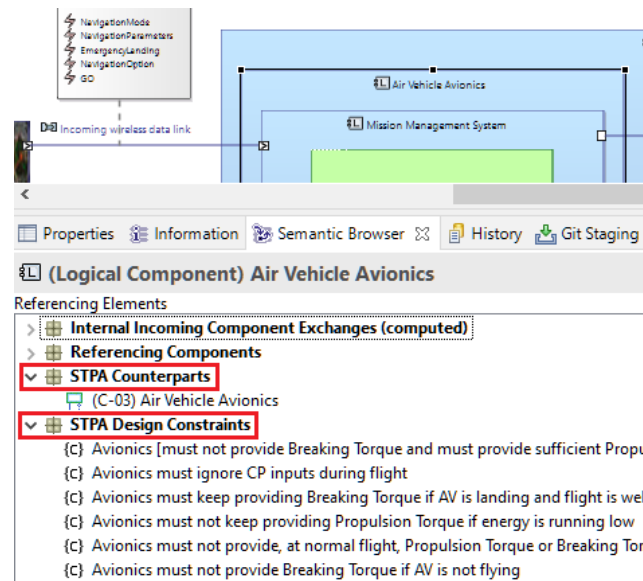 NavigationMode
NavigationParameters
EmergencyLanding
NavigationOption
GO
Air Vehicle Avionics
Incoming wireless data link
Mission Management System
Properties Information Semantic Browser History Git Staging
(Logical Component) Air Vehicle Avionics
Referencing Elements
Internal Incoming Component Exchanges (computed)
Referencing Components
STPA Counterparts
(C-03) Air Vehicle Avionics
STPA Design Constraints
{c} Avionics [must not provide Breaking Torque and must provide sufficient Propu
{c} Avionics must ignore CP inputs during flight
{c} Avionics must keep providing Breaking Torque if AV is landing and flight is wel
{c} Avionics must not keep providing Propulsion Torque if energy is running low
{c} Avionics must not provide, at normal flight, Propulsion Torque or Breaking Tor
{c} Avionics must not provide Breaking Torque if AV is not flying